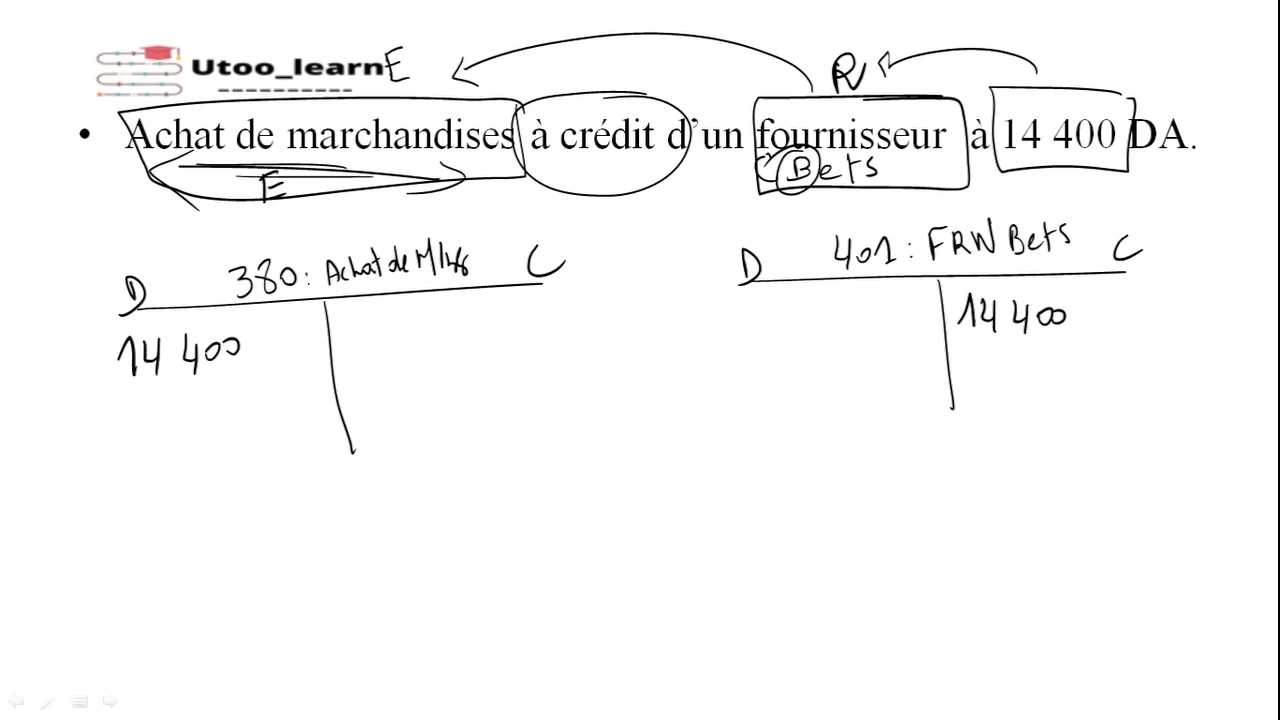 Utoo_learn E
R
• Achat de marchandises à crédit d’un fournisseur à 14 400 DA.
E Bets
D 380: Achat de C
D 401: FRN Bets C
14 400
14 400